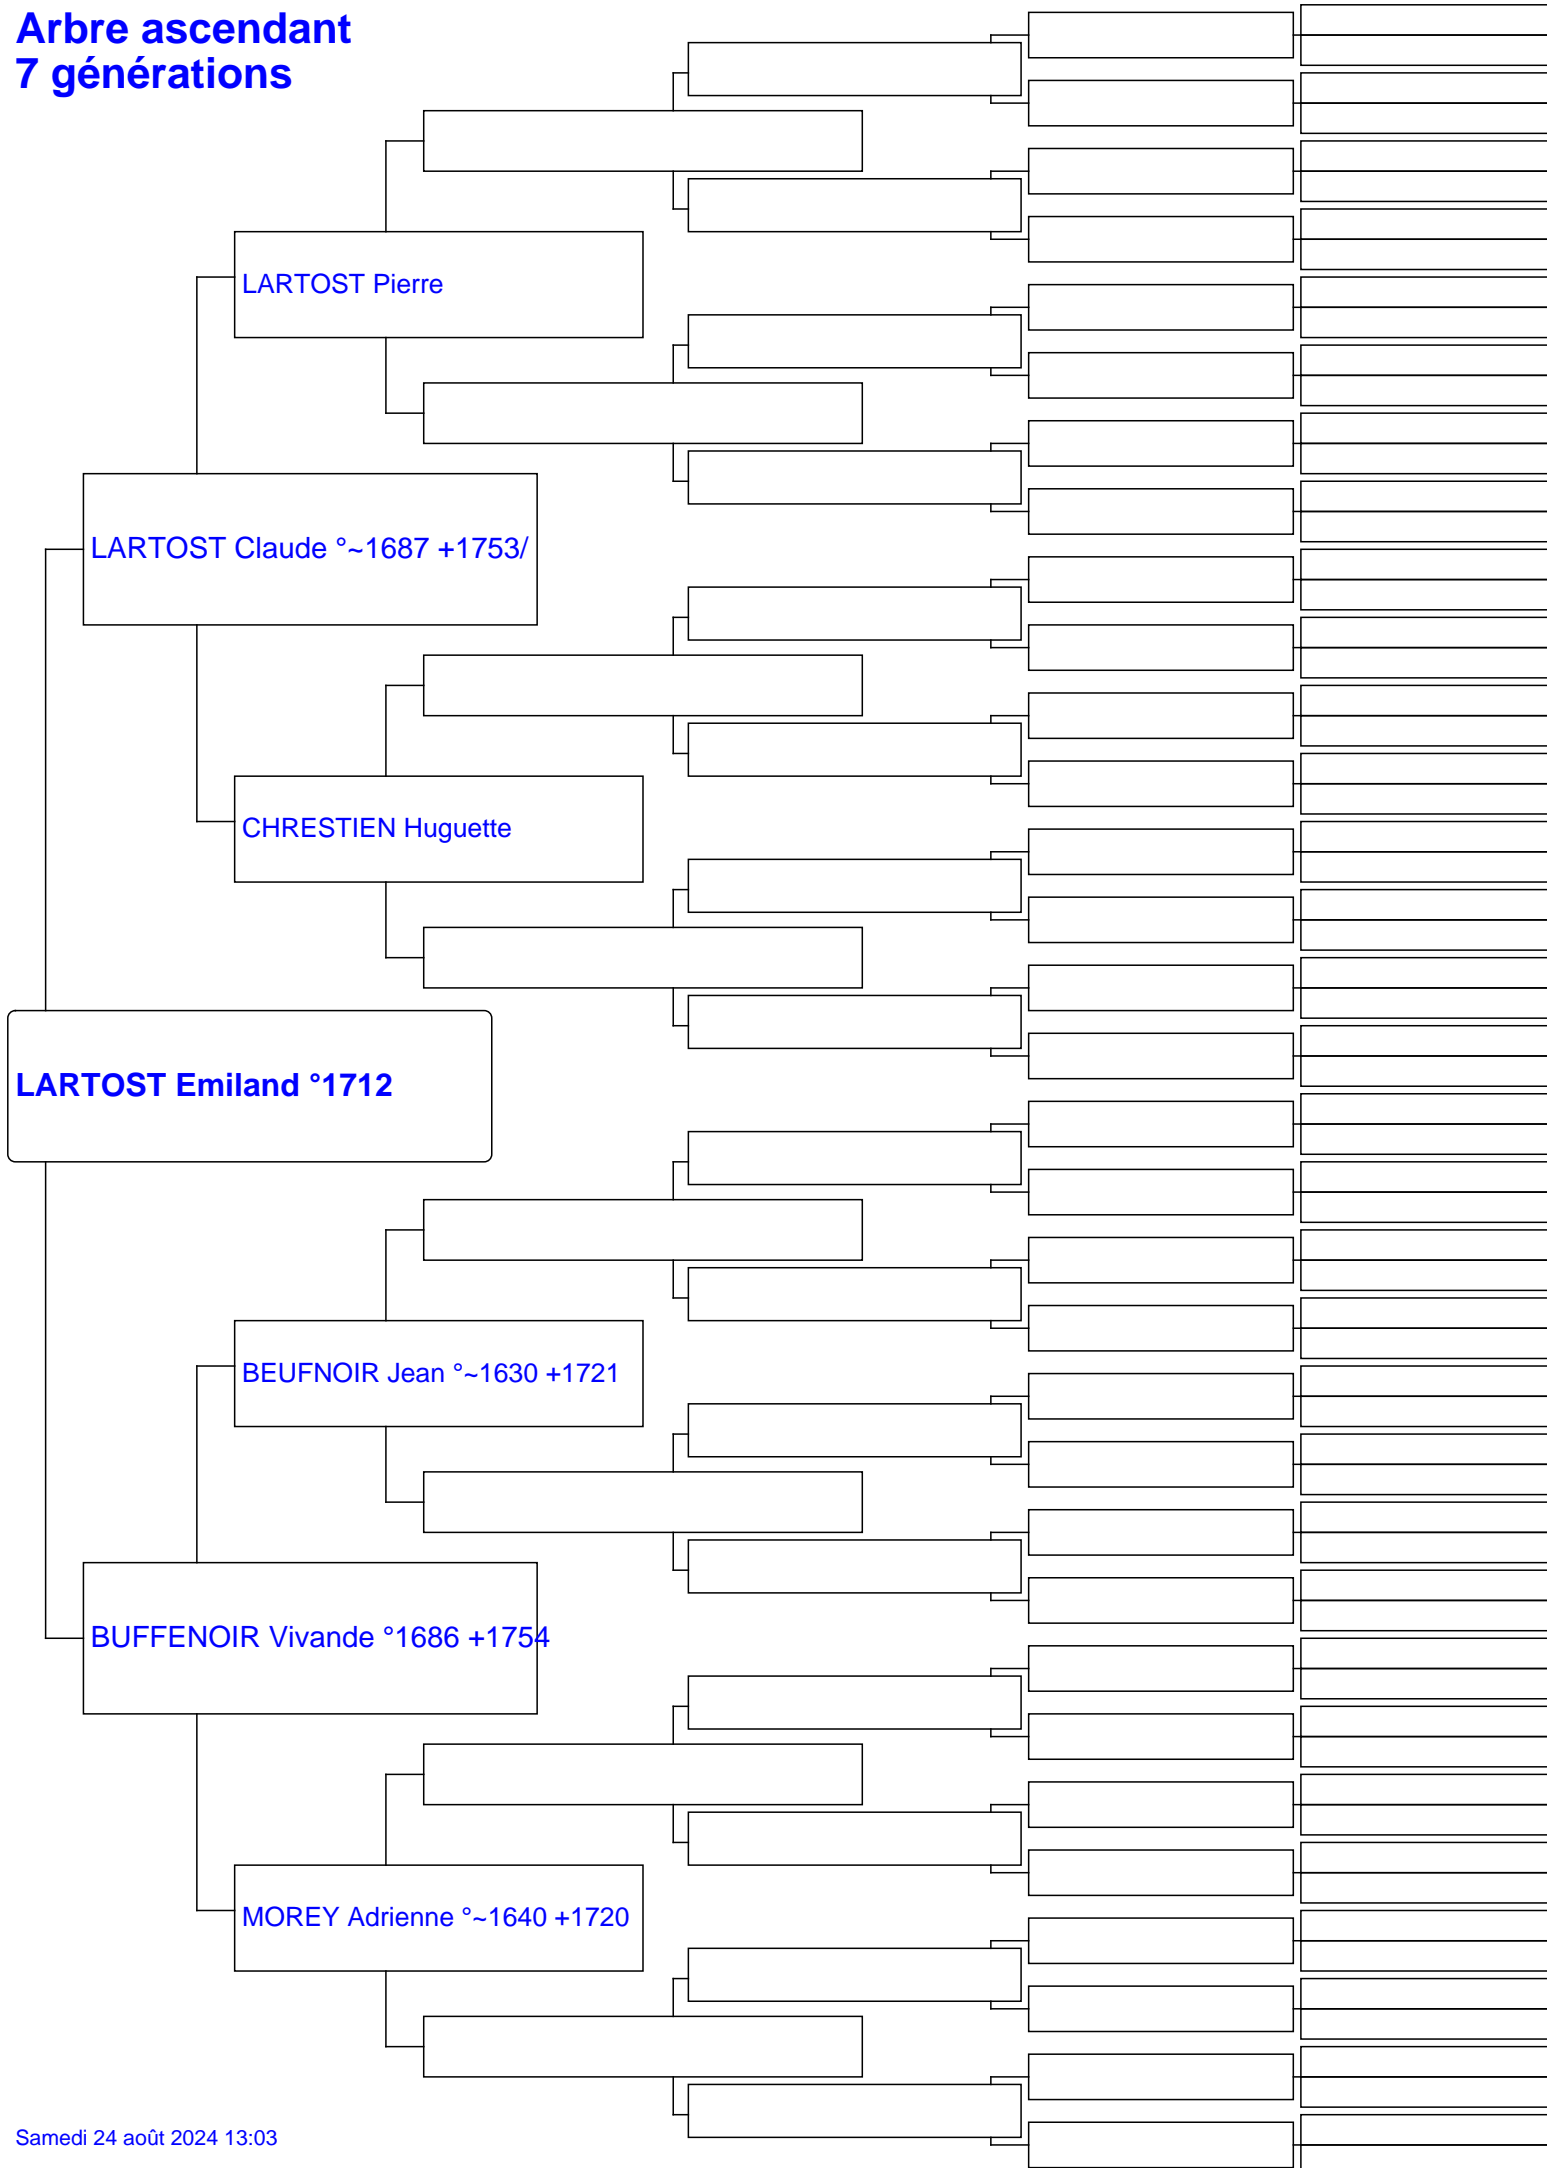 Arbre ascendant
7 générations
LARTOST Pierre
LARTOST Claude °~1687 +1753/
CHRESTIEN Huguette
LARTOST Emiland °1712
BEUFNOIR Jean °~1630 +1721
BUFFENOIR Vivande °1686 +1754
MOREY Adrienne °~1640 +1720
Samedi 24 août 2024 13:03